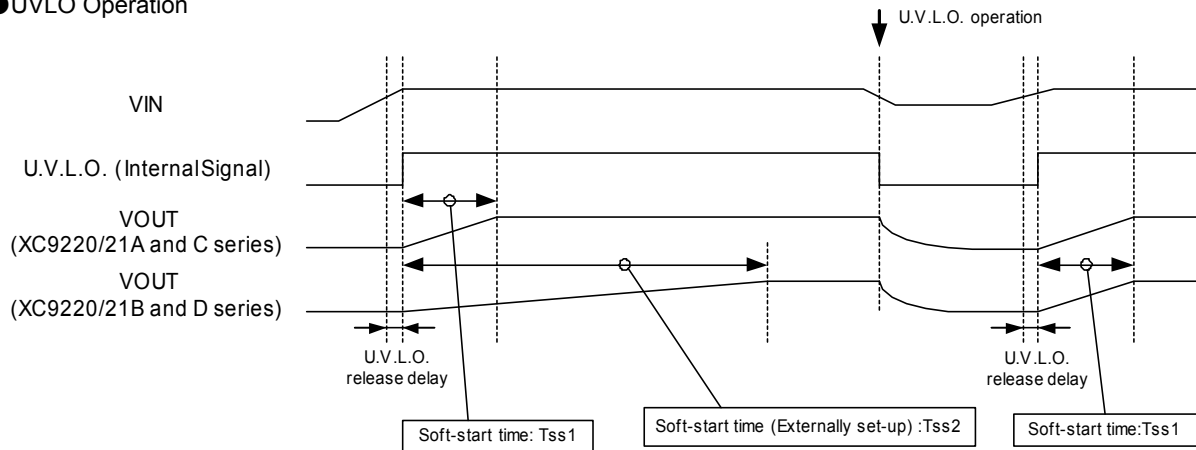 ●UVLO Operation
U.V.L.O. operation
VIN
U.V.L.O. (InternalSignal)
VOUT
(XC9220/21A and C series)
VOUT
(XC9220/21B and D series)
U.V.L.O.
release delay
U.V.L.O.
release delay
Soft-start time: Tss1
Soft-start time (Externally set-up) :Tss2
Soft-start time:Tss1